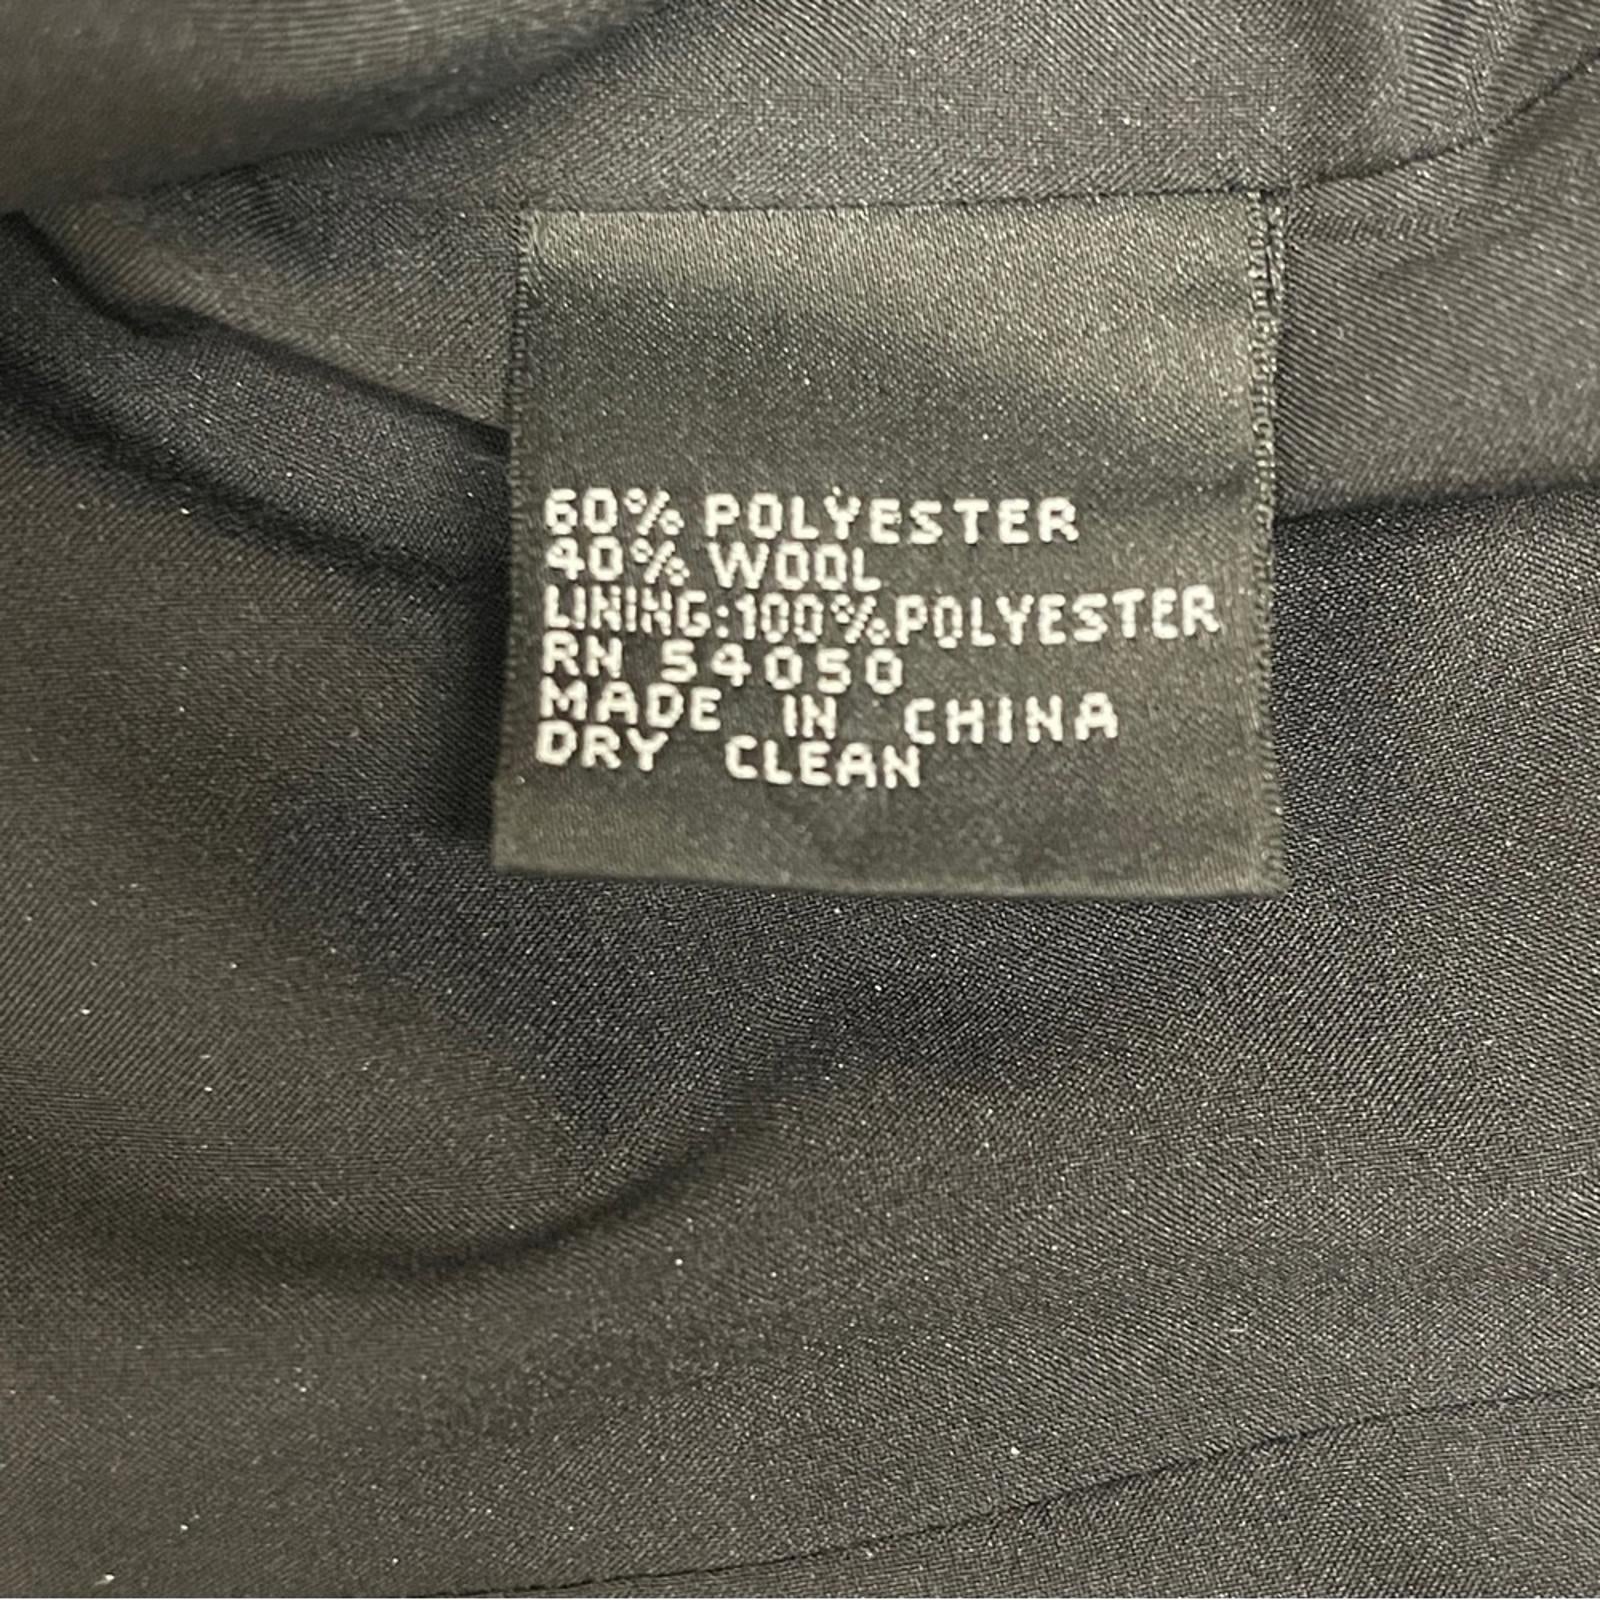 60% POLYESTER
40% WOOL
LINING:100%POLYESTER
RN 54050
MADE IN CHINA
DRY CLEAN